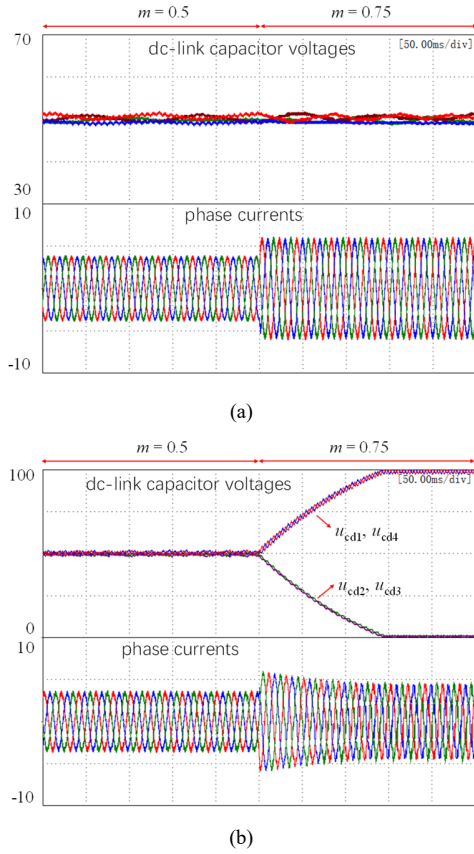 m = 0.5 m = 0.75
70
dc-link capacitor voltages [50.00ms/div]
30
10
phase currents
-10
(a)
m = 0.5 m = 0.75
100
dc-link capacitor voltages [50.00ms/div]
ucd1, ucd4
ucd2, ucd3
0
10
phase currents
-10
(b)